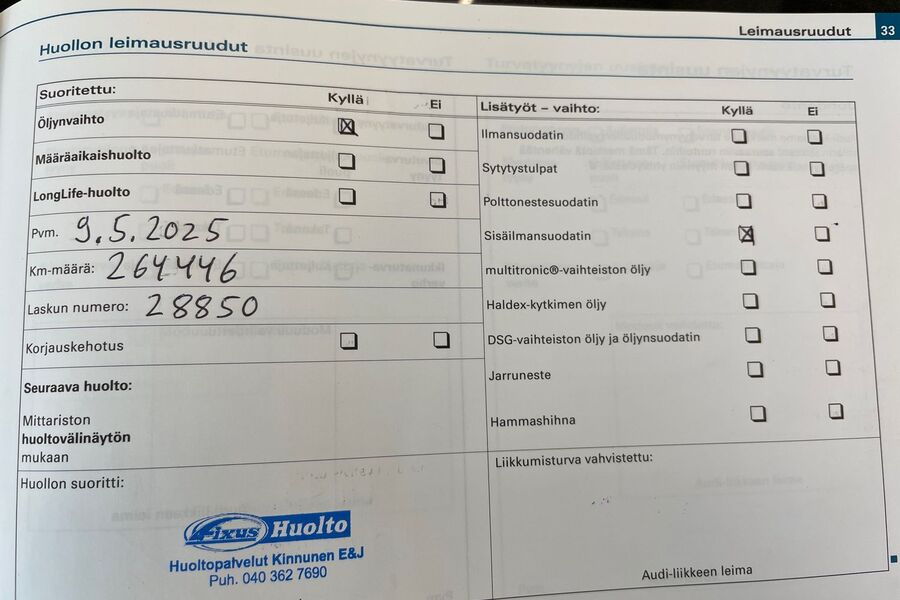 Leimausruudut 33
Huollon leimausruudut
Suoritettu: Kyllä Ei
Öljynvaihto
Määräaikaishuolto
LongLife-huolto
Pvm. 9.5.2025
Km-määrä: 264446
Laskun numero: 28850
Korjauskehotus
Seuraava huolto:
Mittariston
huoltovälinäytön
mukaan
Huollon suoritti:
Fixus Huolto
Huoltopalvelut Kinnunen E&J
Puh. 040 362 7690
Lisätyöt – vaihto: Kyllä Ei
Ilmansuodatin
Sytytystulpat
Polttonestesuodatin
Sisäilmansuodatin
multitronic®-vaihteiston öljy
Haldex-kytkimen öljy
DSG-vaihteiston öljy ja öljynsuodatin
Jarruneste
Hammashihna
Liikkumisturva vahvistettu:
Audi-liikkeen leima